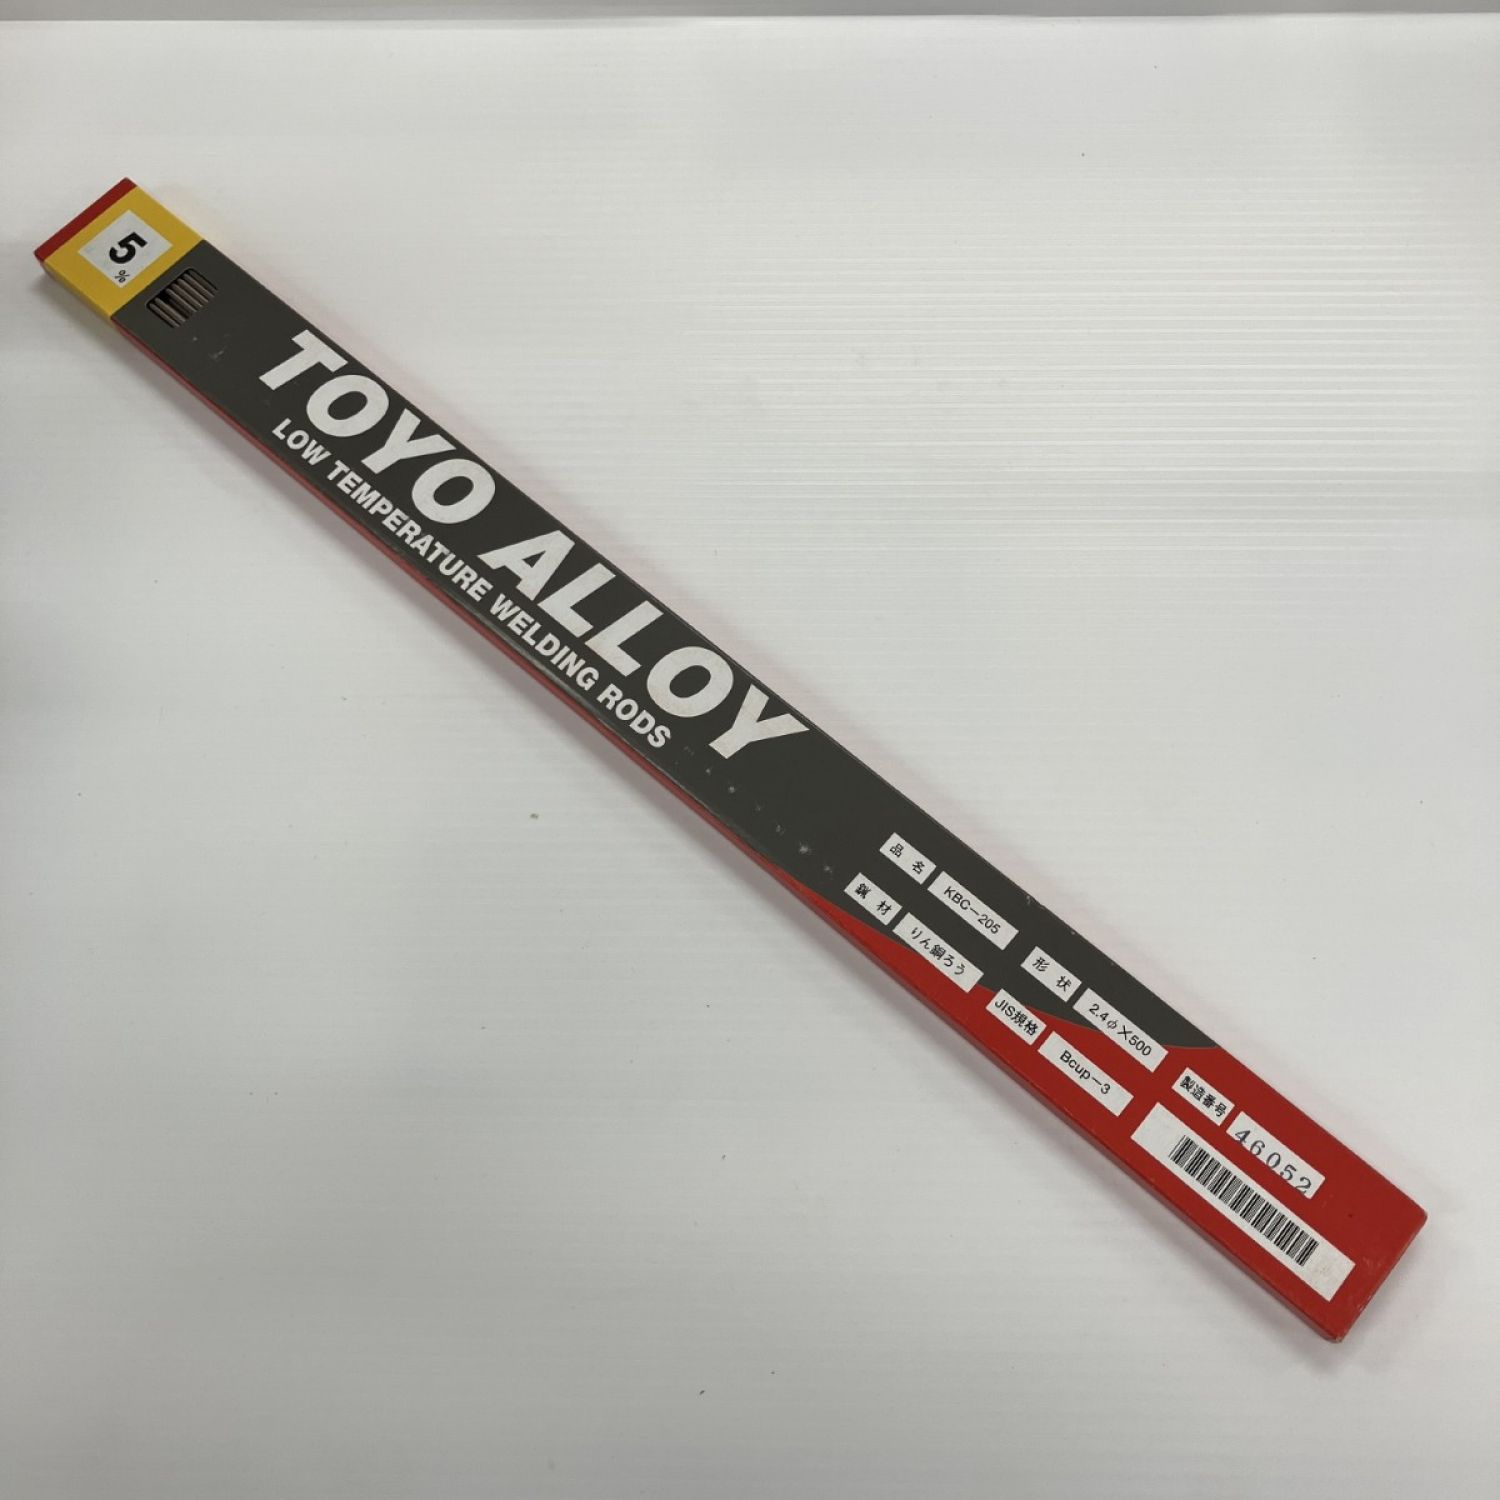 5
%
TOYO ALLOY
LOW TEMPERATURE WELDING RODS
品名 KBC-205
形状 2.4φ×500
製造番号 46052
鑞材 りん銅ろう
JIS規格 Bcup-3